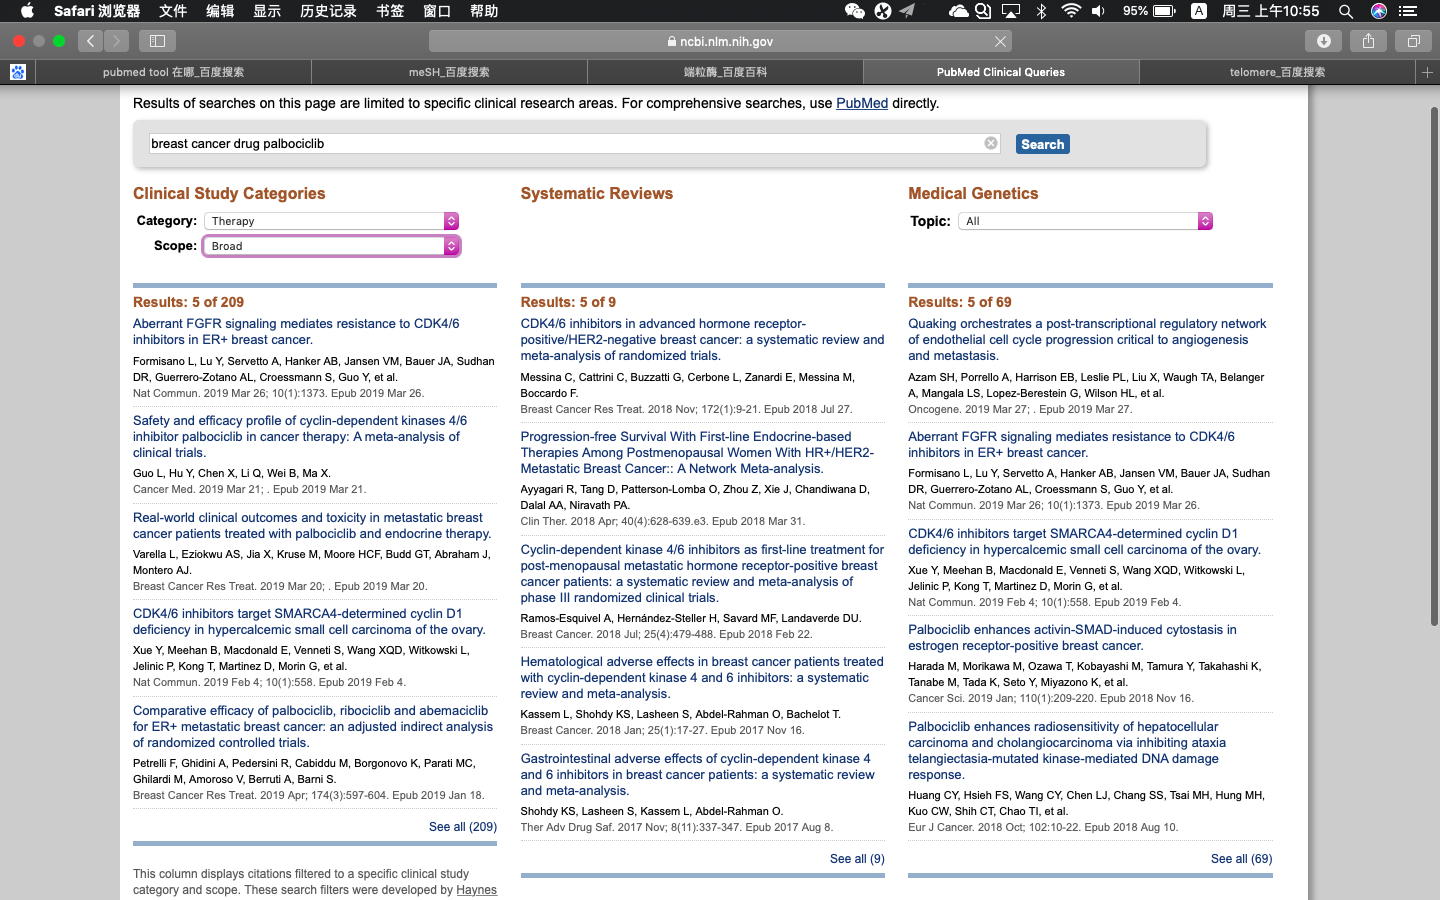 Safari 浏览器 文件 编辑 显示 历史记录 书签 窗口 帮助 95% A 周三 上午10:55
ncbi.nlm.nih.gov
pubmed tool 在哪_百度搜索 meSH_百度搜索 端粒酶_百度百科 PubMed Clinical Queries telomere_百度搜索
Results of searches on this page are limited to specific clinical research areas. For comprehensive searches, use PubMed directly.
breast cancer drug palbociclib Search
Clinical Study Categories
Category: Therapy
Scope: Broad
Results: 5 of 209
Aberrant FGFR signaling mediates resistance to CDK4/6
inhibitors in ER+ breast cancer.
Formisano L, Lu Y, Servetto A, Hanker AB, Jansen VM, Bauer JA, Sudhan
DR, Guerrero-Zotano AL, Croessmann S, Guo Y, et al.
Nat Commun. 2019 Mar 26; 10(1):1373. Epub 2019 Mar 26.
Safety and efficacy profile of cyclin-dependent kinases 4/6
inhibitor palbociclib in cancer therapy: A meta-analysis of
clinical trials.
Guo L, Hu Y, Chen X, Li Q, Wei B, Ma X.
Cancer Med. 2019 Mar 21; . Epub 2019 Mar 21.
Real-world clinical outcomes and toxicity in metastatic breast
cancer patients treated with palbociclib and endocrine therapy.
Varella L, Eziokwu AS, Jia X, Kruse M, Moore HCF, Budd GT, Abraham J,
Montero AJ.
Breast Cancer Res Treat. 2019 Mar 20; . Epub 2019 Mar 20.
CDK4/6 inhibitors target SMARCA4-determined cyclin D1
deficiency in hypercalcemic small cell carcinoma of the ovary.
Xue Y, Meehan B, Macdonald E, Venneti S, Wang XQD, Witkowski L,
Jelinic P, Kong T, Martinez D, Morin G, et al.
Nat Commun. 2019 Feb 4; 10(1):558. Epub 2019 Feb 4.
Comparative efficacy of palbociclib, ribociclib and abemaciclib
for ER+ metastatic breast cancer: an adjusted indirect analysis
of randomized controlled trials.
Petrelli F, Ghidini A, Pedersini R, Cabiddu M, Borgonovo K, Parati MC,
Ghilardi M, Amoroso V, Berruti A, Barni S.
Breast Cancer Res Treat. 2019 Apr; 174(3):597-604. Epub 2019 Jan 18.
See all (209)
This column displays citations filtered to a specific clinical study
category and scope. These search filters were developed by Haynes
Systematic Reviews
Results: 5 of 9
CDK4/6 inhibitors in advanced hormone receptor-
positive/HER2-negative breast cancer: a systematic review and
meta-analysis of randomized trials.
Messina C, Cattrini C, Buzzatti G, Cerbone L, Zanardi E, Messina M,
Boccardo F.
Breast Cancer Res Treat. 2018 Nov; 172(1):9-21. Epub 2018 Jul 27.
Progression-free Survival With First-line Endocrine-based
Therapies Among Postmenopausal Women With HR+/HER2-
Metastatic Breast Cancer:: A Network Meta-analysis.
Ayyagari R, Tang D, Patterson-Lomba O, Zhou Z, Xie J, Chandiwana D,
Dalal AA, Niravath PA.
Clin Ther. 2018 Apr; 40(4):628-639.e3. Epub 2018 Mar 31.
Cyclin-dependent kinase 4/6 inhibitors as first-line treatment for
post-menopausal metastatic hormone receptor-positive breast
cancer patients: a systematic review and meta-analysis of
phase III randomized clinical trials.
Ramos-Esquivel A, Hernández-Steller H, Savard MF, Landaverde DU.
Breast Cancer. 2018 Jul; 25(4):479-488. Epub 2018 Feb 22.
Hematological adverse effects in breast cancer patients treated
with cyclin-dependent kinase 4 and 6 inhibitors: a systematic
review and meta-analysis.
Kassem L, Shohdy KS, Lasheen S, Abdel-Rahman O, Bachelot T.
Breast Cancer. 2018 Jan; 25(1):17-27. Epub 2017 Nov 16.
Gastrointestinal adverse effects of cyclin-dependent kinase 4
and 6 inhibitors in breast cancer patients: a systematic review
and meta-analysis.
Shohdy KS, Lasheen S, Kassem L, Abdel-Rahman O.
Ther Adv Drug Saf. 2017 Nov; 8(11):337-347. Epub 2017 Aug 8.
See all (9)
Medical Genetics
Topic: All
Results: 5 of 69
Quaking orchestrates a post-transcriptional regulatory network
of endothelial cell cycle progression critical to angiogenesis
and metastasis.
Azam SH, Porrello A, Harrison EB, Leslie PL, Liu X, Waugh TA, Belanger
A, Mangala LS, Lopez-Berestein G, Wilson HL, et al.
Oncogene. 2019 Mar 27; . Epub 2019 Mar 27.
Aberrant FGFR signaling mediates resistance to CDK4/6
inhibitors in ER+ breast cancer.
Formisano L, Lu Y, Servetto A, Hanker AB, Jansen VM, Bauer JA, Sudhan
DR, Guerrero-Zotano AL, Croessmann S, Guo Y, et al.
Nat Commun. 2019 Mar 26; 10(1):1373. Epub 2019 Mar 26.
CDK4/6 inhibitors target SMARCA4-determined cyclin D1
deficiency in hypercalcemic small cell carcinoma of the ovary.
Xue Y, Meehan B, Macdonald E, Venneti S, Wang XQD, Witkowski L,
Jelinic P, Kong T, Martinez D, Morin G, et al.
Nat Commun. 2019 Feb 4; 10(1):558. Epub 2019 Feb 4.
Palbociclib enhances activin-SMAD-induced cytostasis in
estrogen receptor-positive breast cancer.
Harada M, Morikawa M, Ozawa T, Kobayashi M, Tamura Y, Takahashi K,
Tanabe M, Tada K, Seto Y, Miyazono K, et al.
Cancer Sci. 2019 Jan; 110(1):209-220. Epub 2018 Nov 16.
Palbociclib enhances radiosensitivity of hepatocellular
carcinoma and cholangiocarcinoma via inhibiting ataxia
telangiectasia-mutated kinase-mediated DNA damage
response.
Huang CY, Hsieh FS, Wang CY, Chen LJ, Chang SS, Tsai MH, Hung MH,
Kuo CW, Shih CT, Chao TI, et al.
Eur J Cancer. 2018 Oct; 102:10-22. Epub 2018 Aug 10.
See all (69)